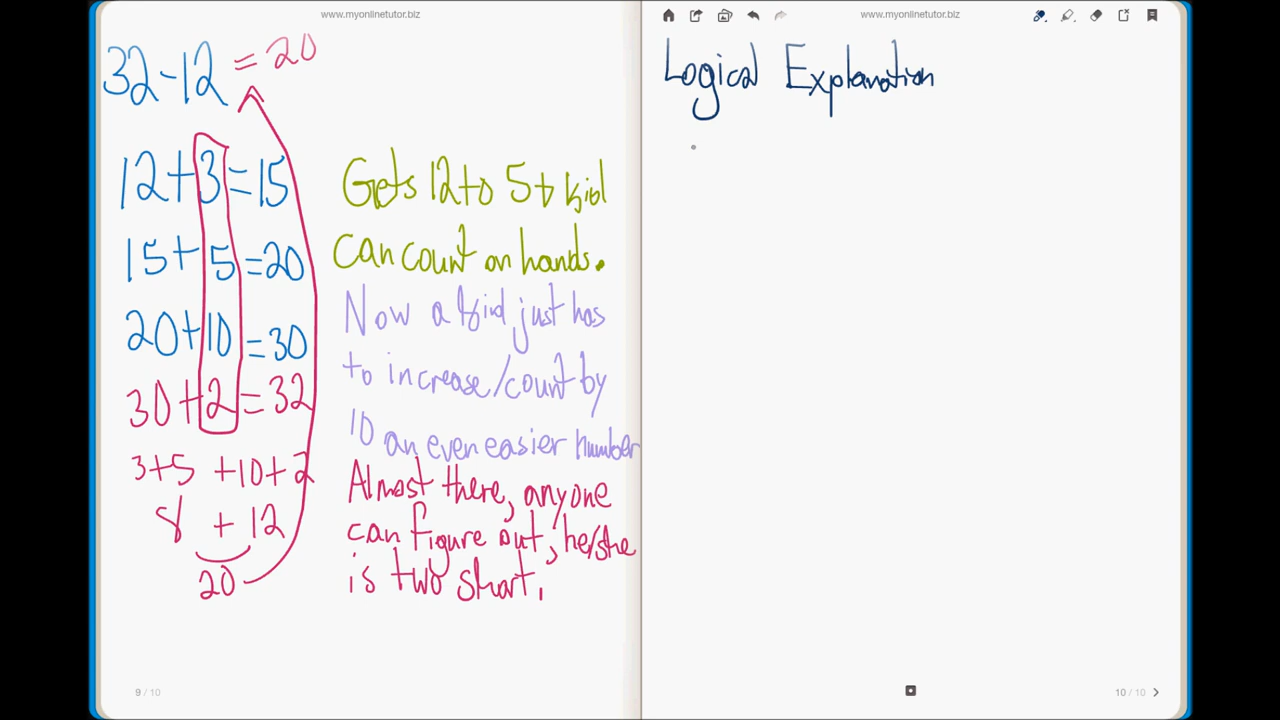 www.myonlinetutor.biz
32-12 = 20
12+3=15
15+5=20
20+10=30
30+2=32
3+5 +10+2
8 + 12
20
Gets 12 to 5 + kid
can count on hands.
Now a kid just has
to increase/count by
10 an even easier number
Almost there, anyone
can figure out, he/she
is two short.
9 / 10
www.myonlinetutor.biz
Logical Explanation
10 / 10